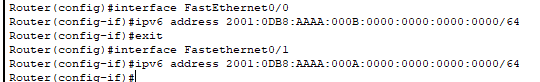 Router(config)#interface FastEthernet0/0
Router(config-if)#ipv6 address 2001:0DB8:AAAA:000B:0000:0000:0000:0000/64
Router(config-if)#exit
Router(config)#interface Fastethernet0/1
Router(config-if)#ipv6 address 2001:0DB8:AAAA:000A:0000:0000:0000:0000/64
Router(config-if)#